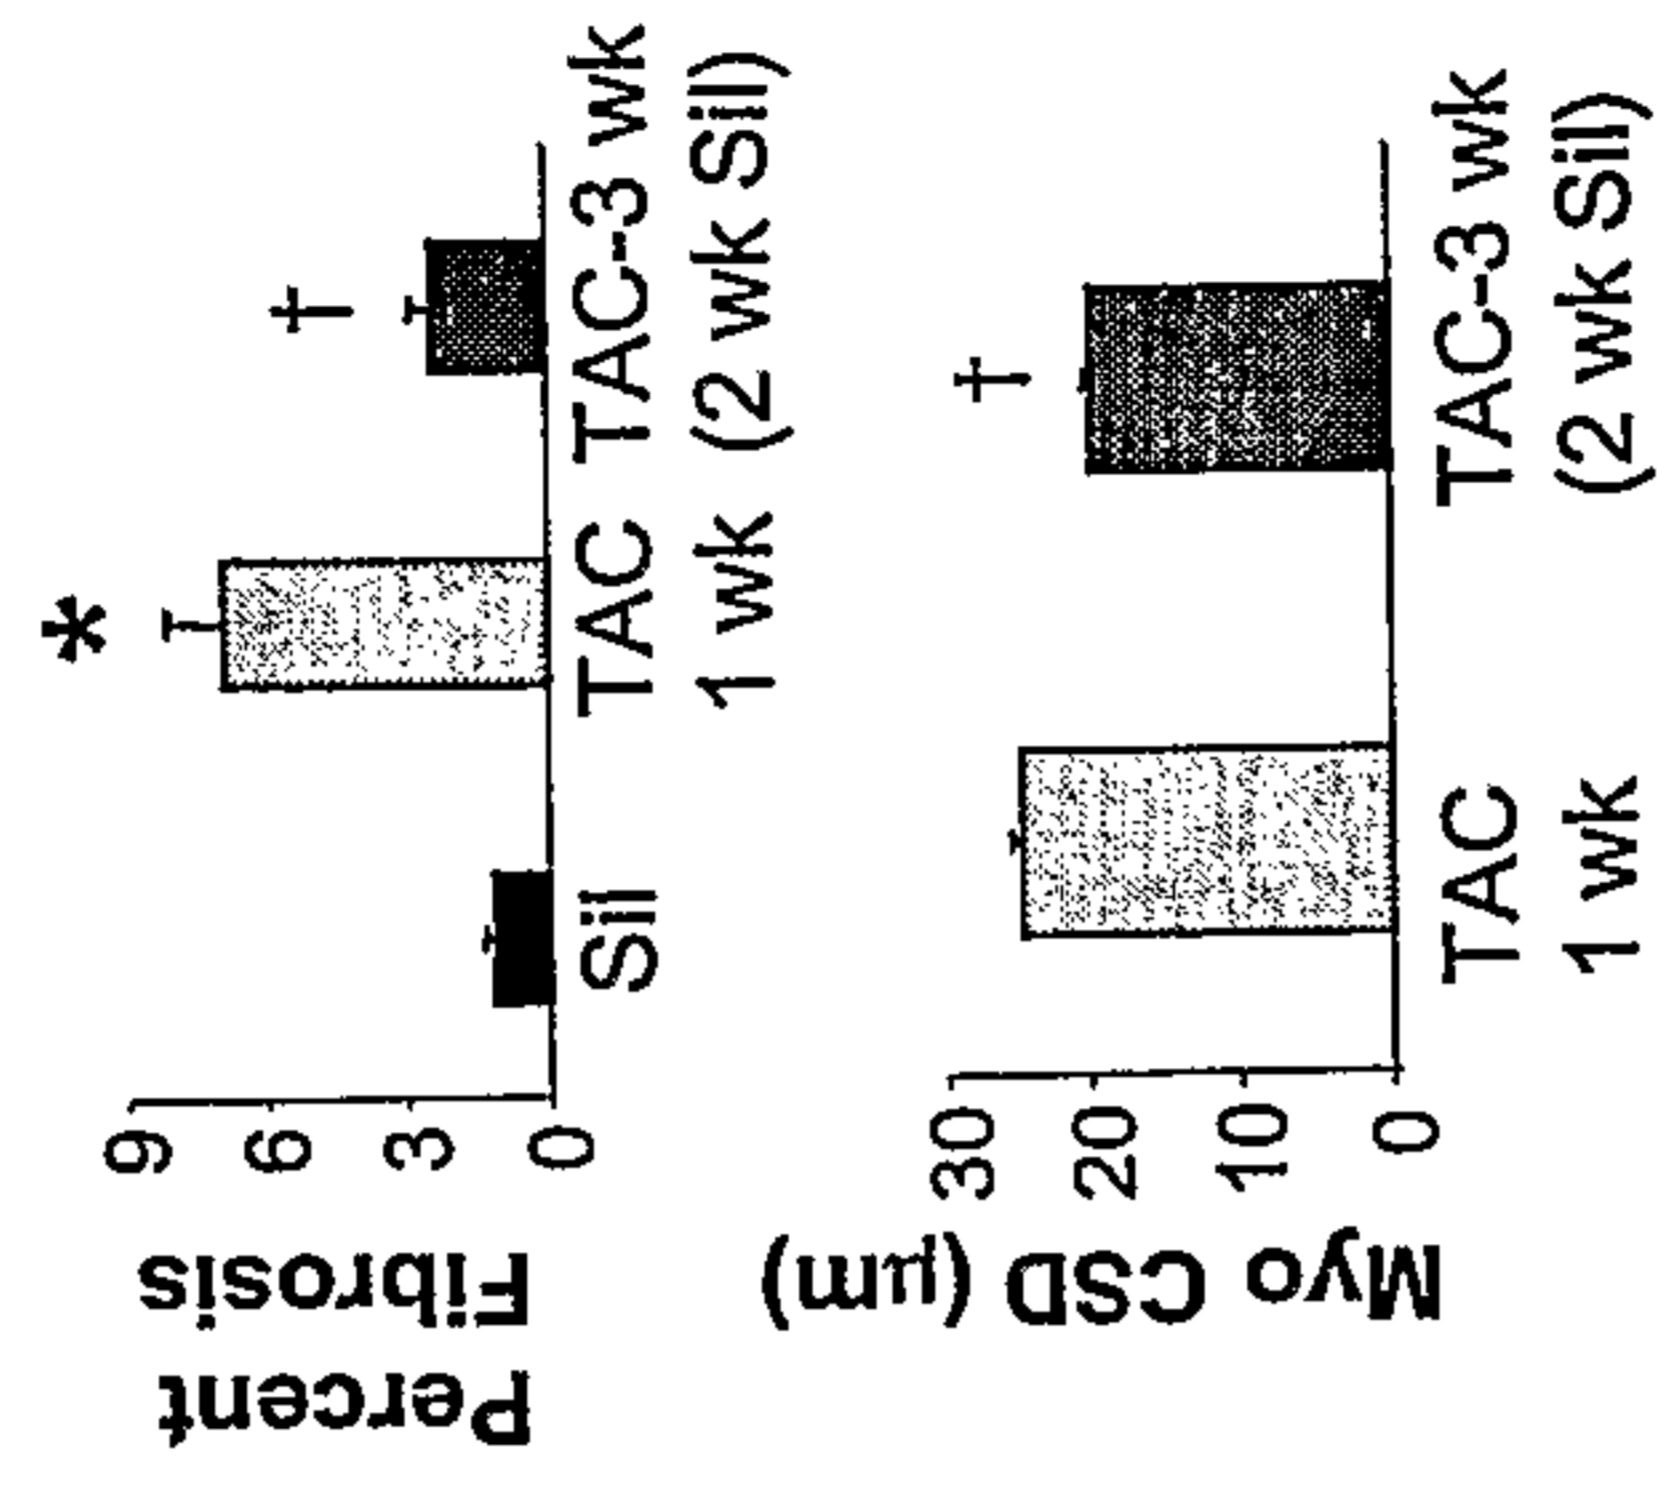 Percent
Fibrosis
9
6
3
0
*
†
Sil
TAC
1 wk
TAC-3 wk
(2 wk Sil)
Myo CSD (µm)
30
20
10
0
†
TAC
1 wk
TAC-3 wk
(2 wk Sil)